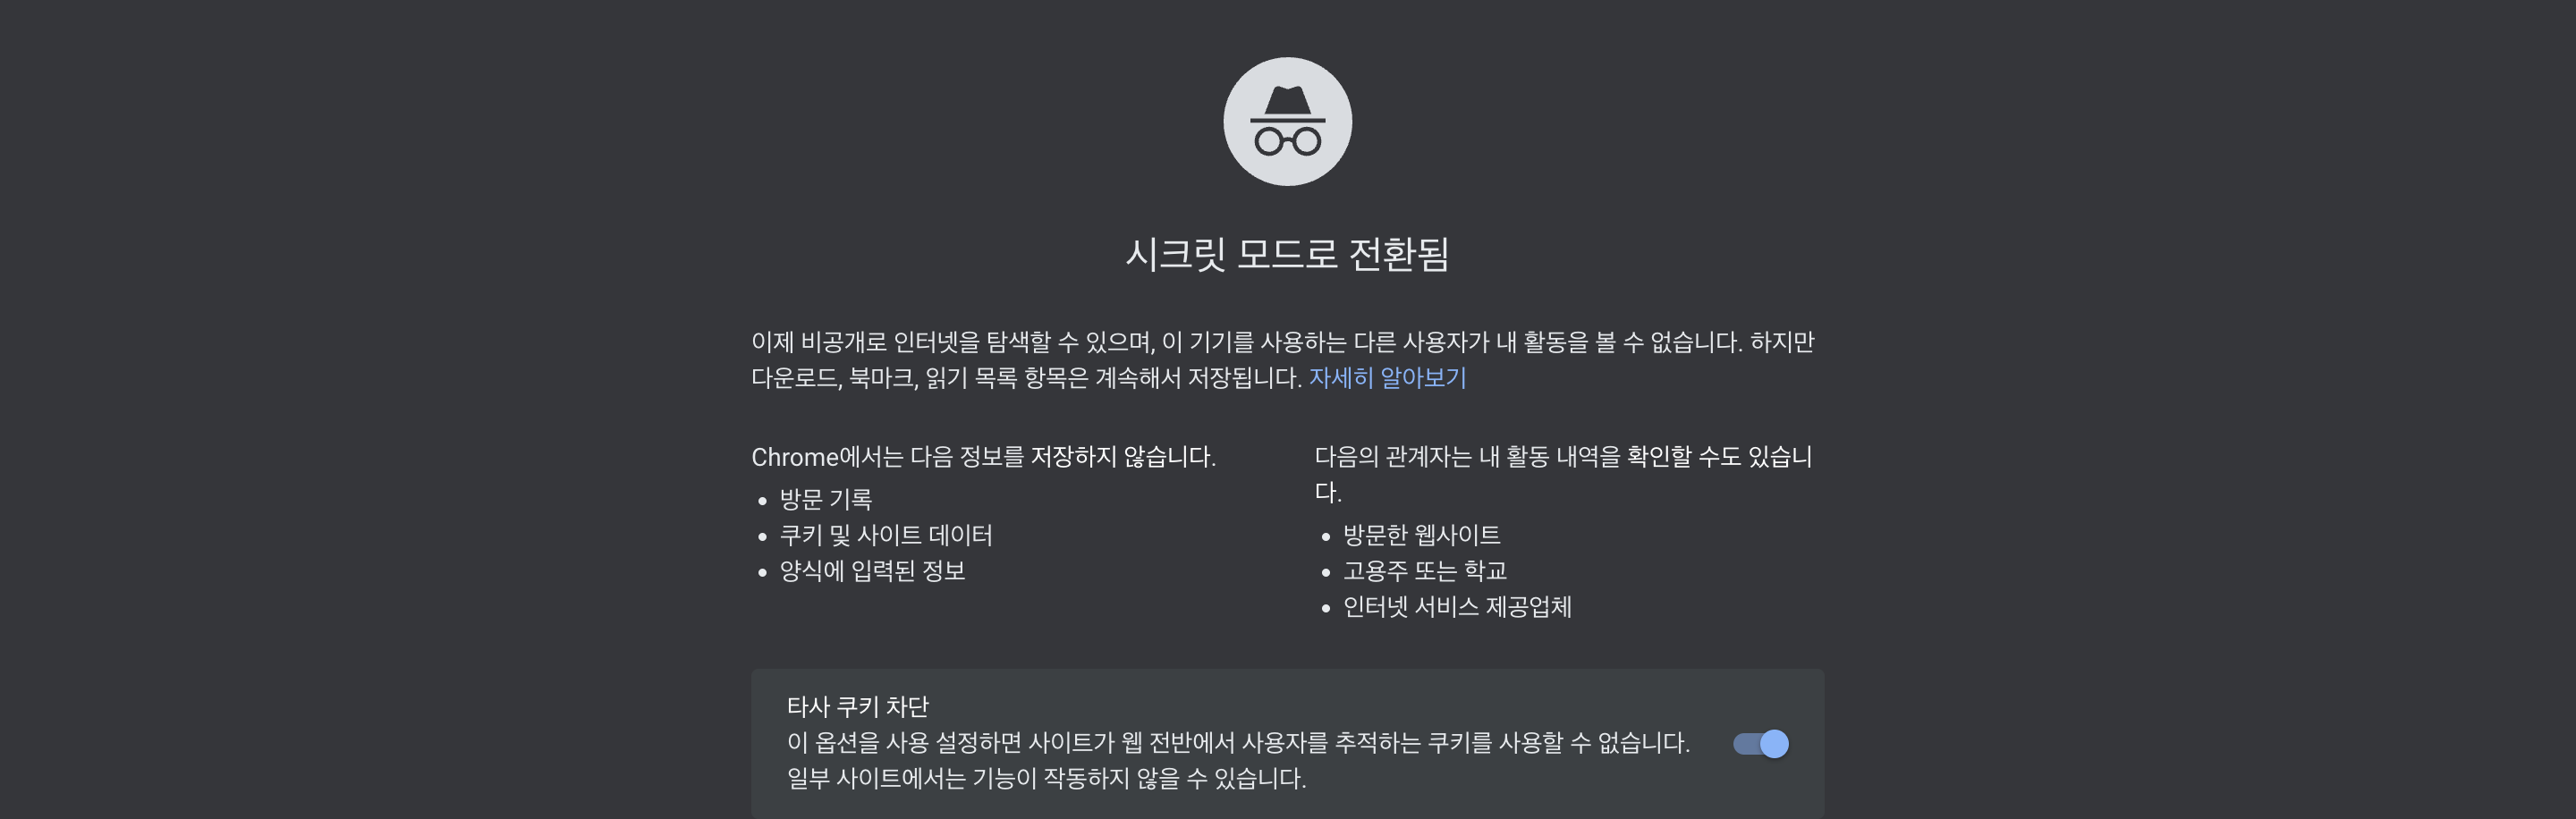 시크릿 모드로 전환됨
이제 비공개로 인터넷을 탐색할 수 있으며, 이 기기를 사용하는 다른 사용자가 내 활동을 볼 수 없습니다. 하지만
다운로드, 북마크, 읽기 목록 항목은 계속해서 저장됩니다. 자세히 알아보기
Chrome에서는 다음 정보를 저장하지 않습니다.
• 방문 기록
• 쿠키 및 사이트 데이터
• 양식에 입력된 정보
다음의 관계자는 내 활동 내역을 확인할 수도 있습니
다.
• 방문한 웹사이트
• 고용주 또는 학교
• 인터넷 서비스 제공업체
타사 쿠키 차단
이 옵션을 사용 설정하면 사이트가 웹 전반에서 사용자를 추적하는 쿠키를 사용할 수 없습니다.
일부 사이트에서는 기능이 작동하지 않을 수 있습니다.